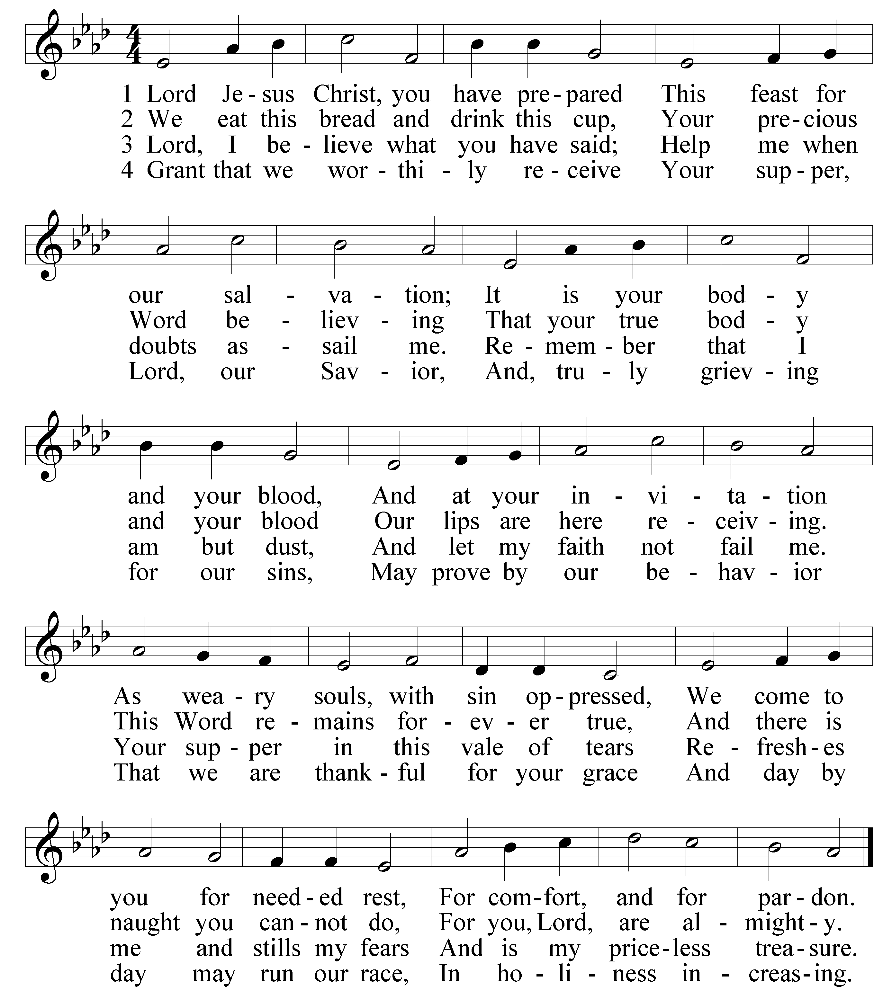 1 Lord Je - sus Christ, you have pre - pared This feast for
2 We eat this bread and drink this cup, Your pre - cious
3 Lord, I be - lieve what you have said; Help me when
4 Grant that we wor - thi - ly re - ceive Your sup - per,
our sal - va - tion; It is your bod - y
Word be - liev - ing That your true bod - y
doubts as - sail me. Re - mem - ber that I
Lord, our Sav - ior, And, tru - ly griev - ing
and your blood, And at your in - vi - ta - tion
and your blood Our lips are here re - ceiv - ing.
am but dust, And let my faith not fail me.
for our sins, May prove by our be - hav - ior
As wea - ry souls, with sin op - pressed, We come to
This Word re - mains for - ev - er true, And there is
Your sup - per in this vale of tears Re - fresh - es
That we are thank - ful for your grace And day by
you for need - ed rest, For com - fort, and for par - don.
naught you can - not do, For you, Lord, are al - might - y.
me and stills my fears And is my price - less trea - sure.
day may run our race, In ho - li - ness in - creas - ing.